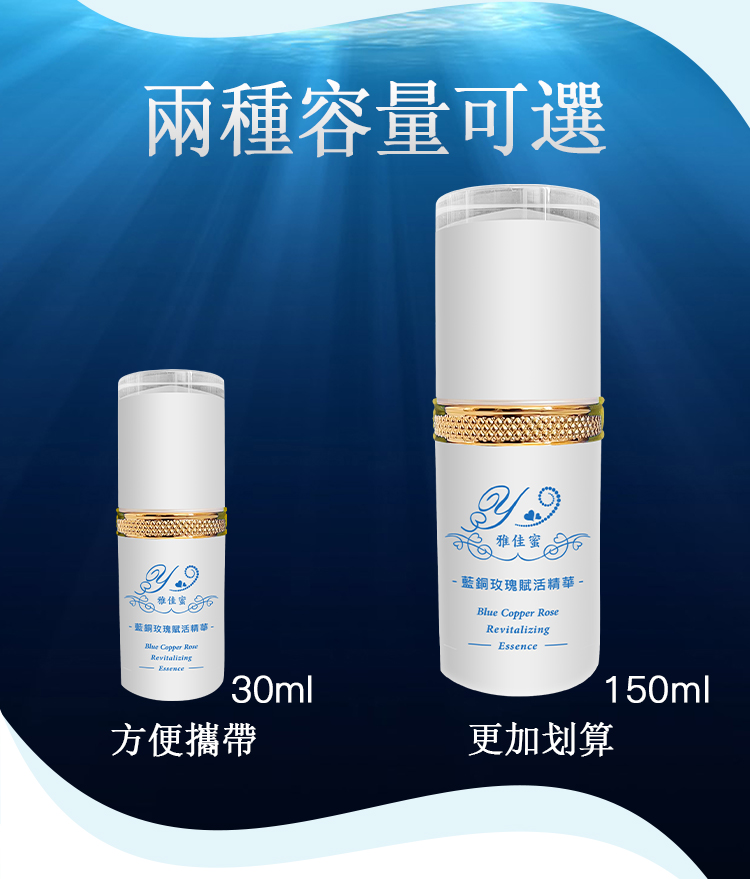 兩種容量可選
雅佳蜜
- 藍銅玫瑰賦活精華 -
Blue Copper Rose
Revitalizing
Essence
30ml
方便攜帶
雅佳蜜
- 藍銅玫瑰賦活精華 -
Blue Copper Rose
Revitalizing
Essence
150ml
更加划算